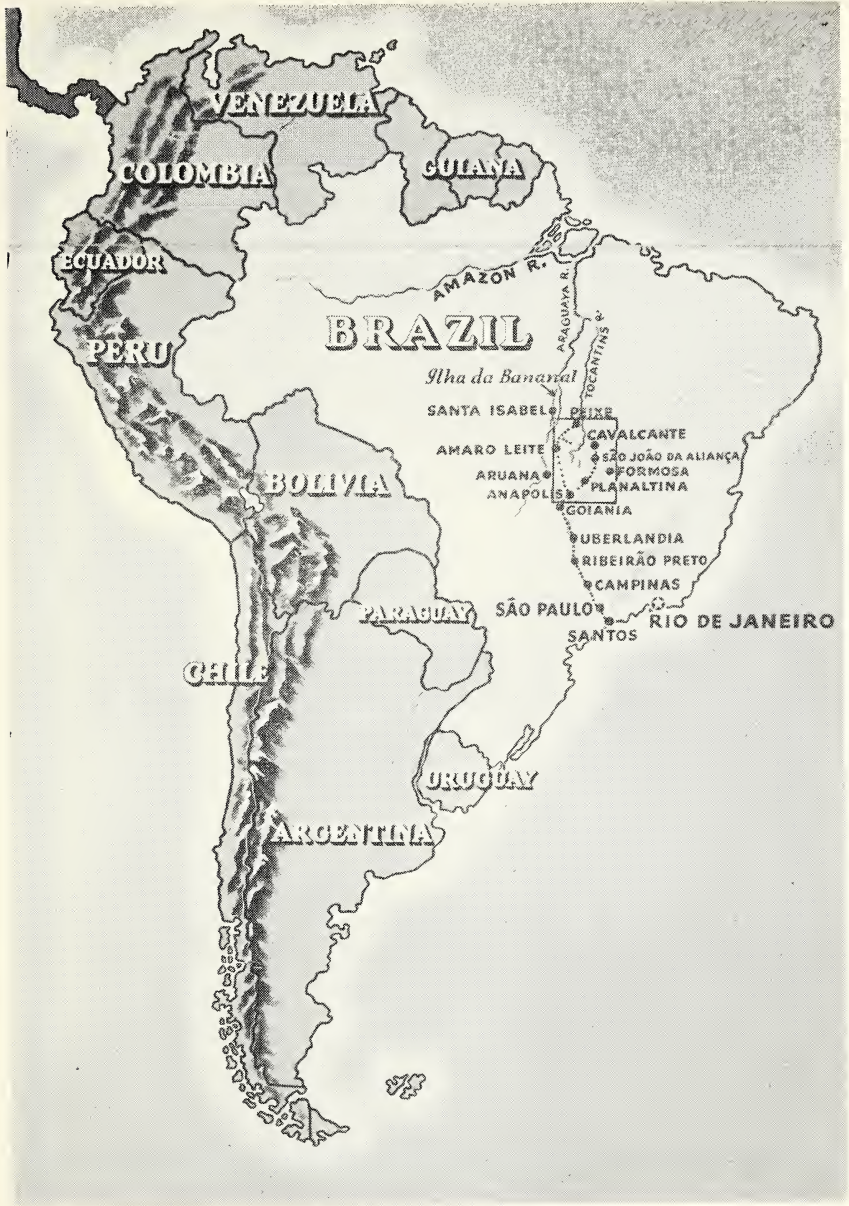 VENEZUELA
COLOMBIA
GUIANA
ECUADOR
AMAZON R.
ARAGUAYA R.
TOCANTINS R.
BRAZIL
PERU
Ilha da Bananal
SANTA ISABEL
PEIXE
CAVALCANTE
AMARO LEITE
SÃO JOÃO DA ALIANÇA
FORMOSA
ARUANA
BOLIVIA
PLANALTINA
ANAPOLIS
GOIANIA
UBERLANDIA
RIBEIRÃO PRETO
CAMPINAS
PARAGUAY
SÃO PAULO
RIO DE JANEIRO
SANTOS
CHILE
URUGUAY
ARGENTINA